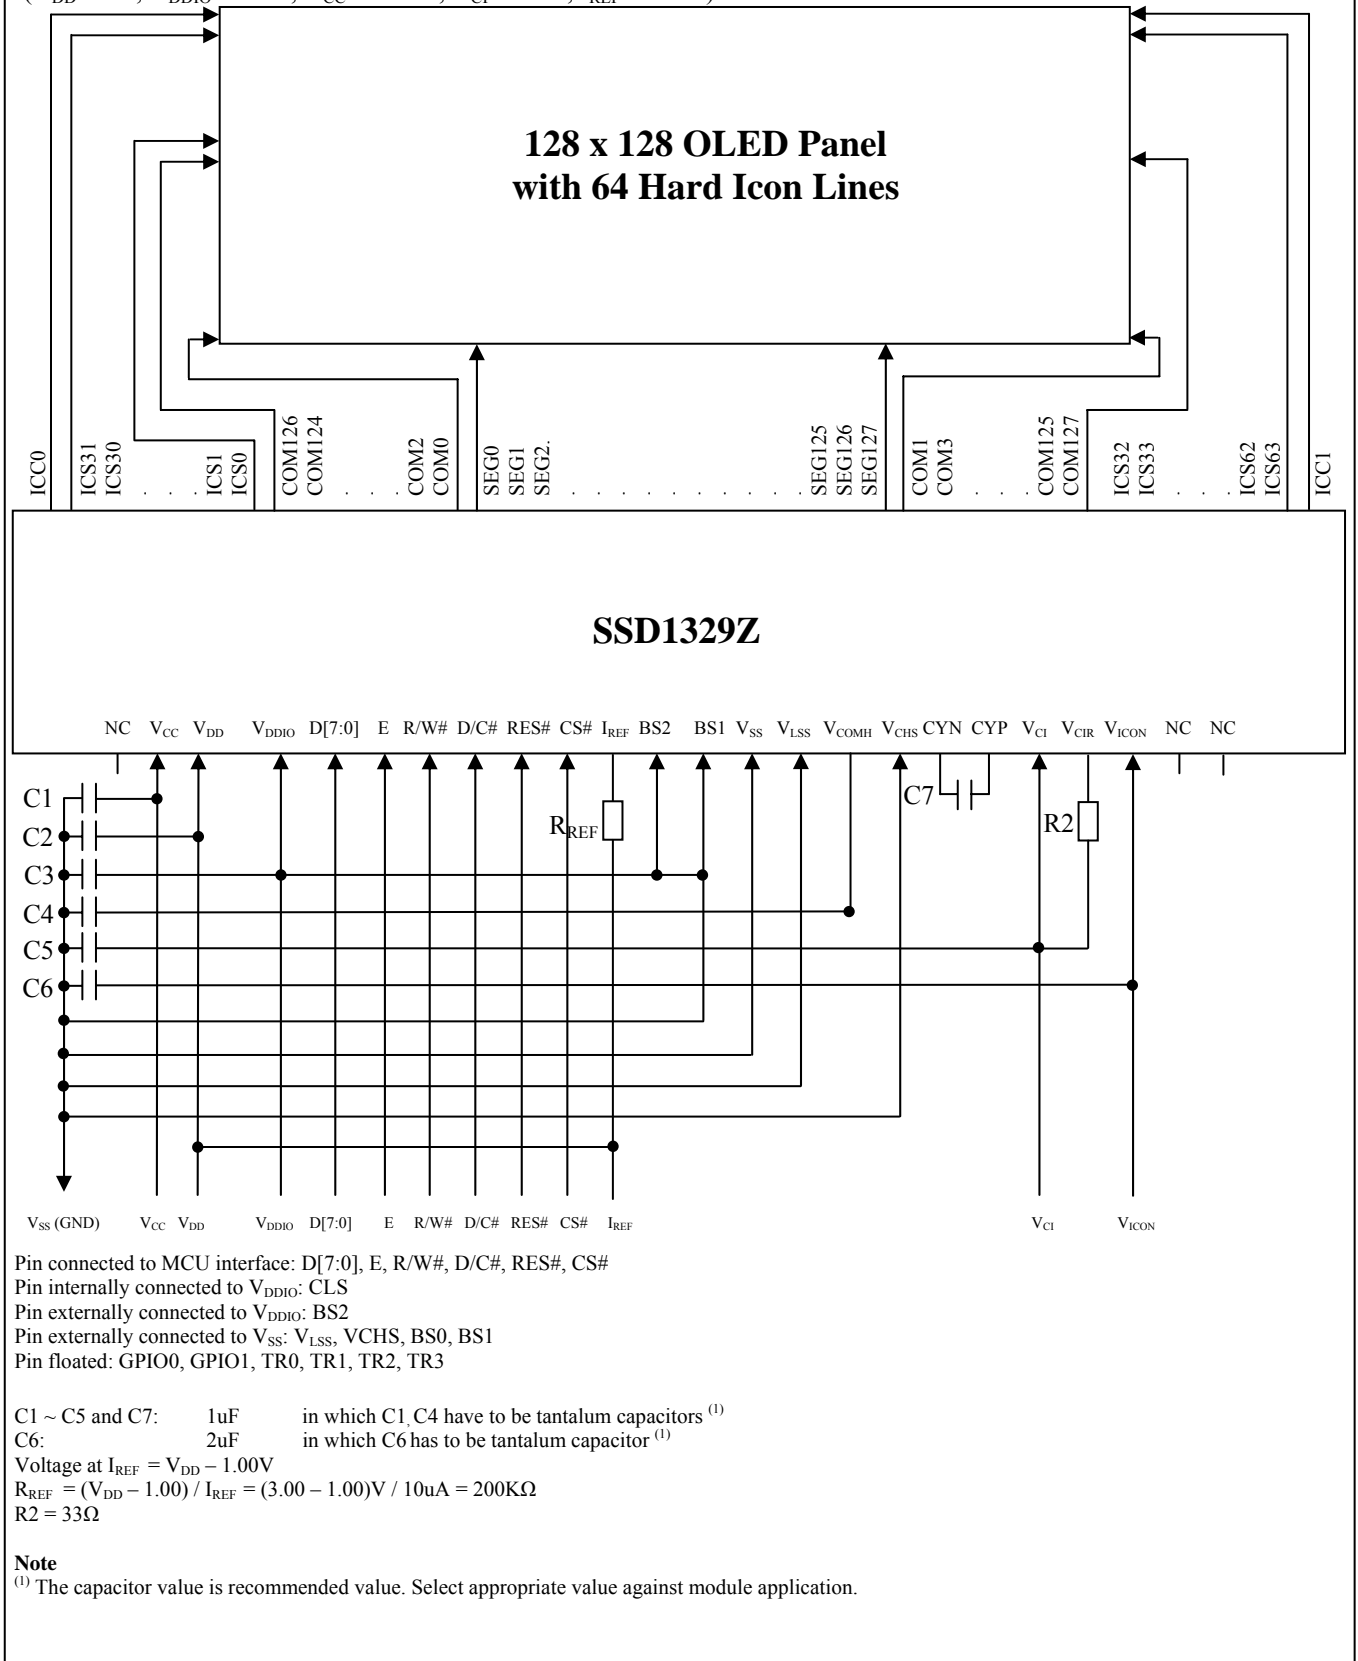 128 x 128 OLED Panel
with 64 Hard Icon Lines
ICC0
ICS31
ICS30
. . .
ICS1
ICS0
COM126
COM124
. . .
COM2
COM0
SEG0
SEG1
SEG2.
. . . . . . . . . .
SEG125
SEG126
SEG127
COM1
COM3
. . .
COM125
COM127
ICS32
ICS33
. . .
ICS62
ICS63
ICC1
SSD1329Z
NC VCC VDD VDDIO D[7:0] E R/W# D/C# RES# CS# IREF BS2 BS1 VSS VLSS VCOMH VCHS CYN CYP VCI VCIR VICON NC NC
C1
C2
C3
C4
C5
C6
RREF
C7
R2
VSS (GND) VCC VDD VDDIO D[7:0] E R/W# D/C# RES# CS# IREF VCI VICON
Pin connected to MCU interface: D[7:0], E, R/W#, D/C#, RES#, CS#
Pin internally connected to VDDIO: CLS
Pin externally connected to VDDIO: BS2
Pin externally connected to VSS: VLSS, VCHS, BS0, BS1
Pin floated: GPIO0, GPIO1, TR0, TR1, TR2, TR3
C1 ~ C5 and C7: 1uF in which C1, C4 have to be tantalum capacitors (1)
C6: 2uF in which C6 has to be tantalum capacitor (1)
Voltage at IREF = VDD – 1.00V
RREF = (VDD – 1.00) / IREF = (3.00 – 1.00)V / 10uA = 200KΩ
R2 = 33Ω
Note
(1) The capacitor value is recommended value. Select appropriate value against module application.